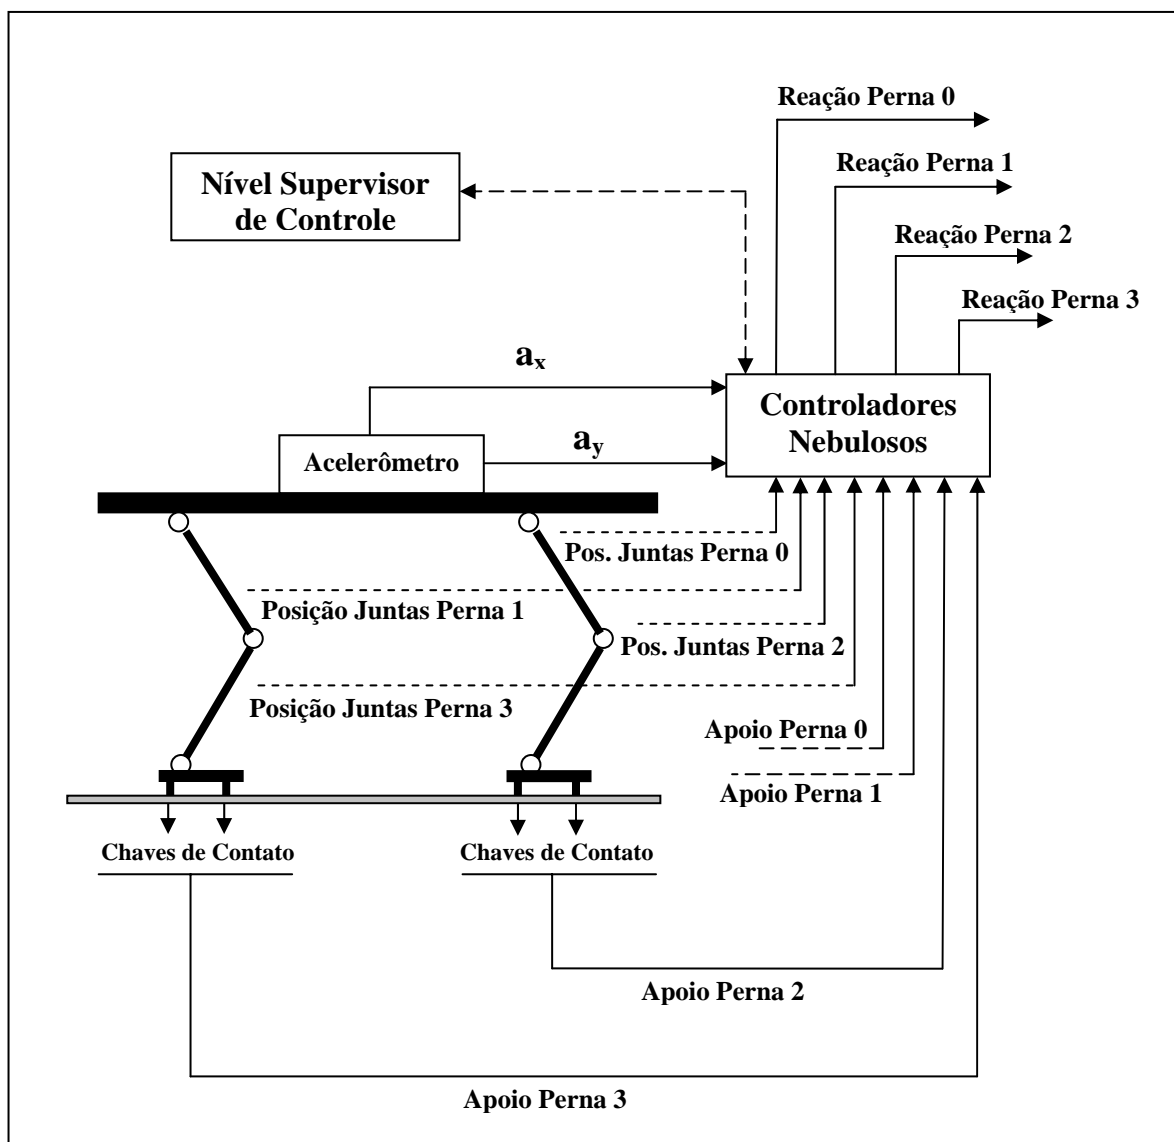 Reação Perna 0
Reação Perna 1
Nível Supervisor
de Controle
Reação Perna 2
Reação Perna 3
ax
Controladores
Nebulosos
ay
Acelerômetro
Pos. Juntas Perna 0
Posição Juntas Perna 1
Pos. Juntas Perna 2
Posição Juntas Perna 3
Apoio Perna 0
Apoio Perna 1
Chaves de Contato
Chaves de Contato
Apoio Perna 2
Apoio Perna 3